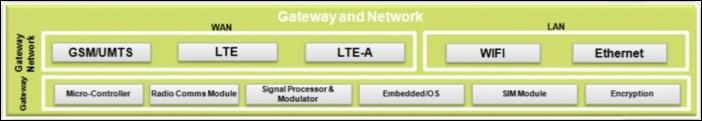 Gateway and Network
WAN
LAN
Gateway
Network
GSM/UMTS
LTE
LTE-A
WIFI
Ethernet
Gateway
Micro-Controller
Radio Comms Module
Signal Processor &
Modulator
Embedded/OS
SIM Module
Encryption